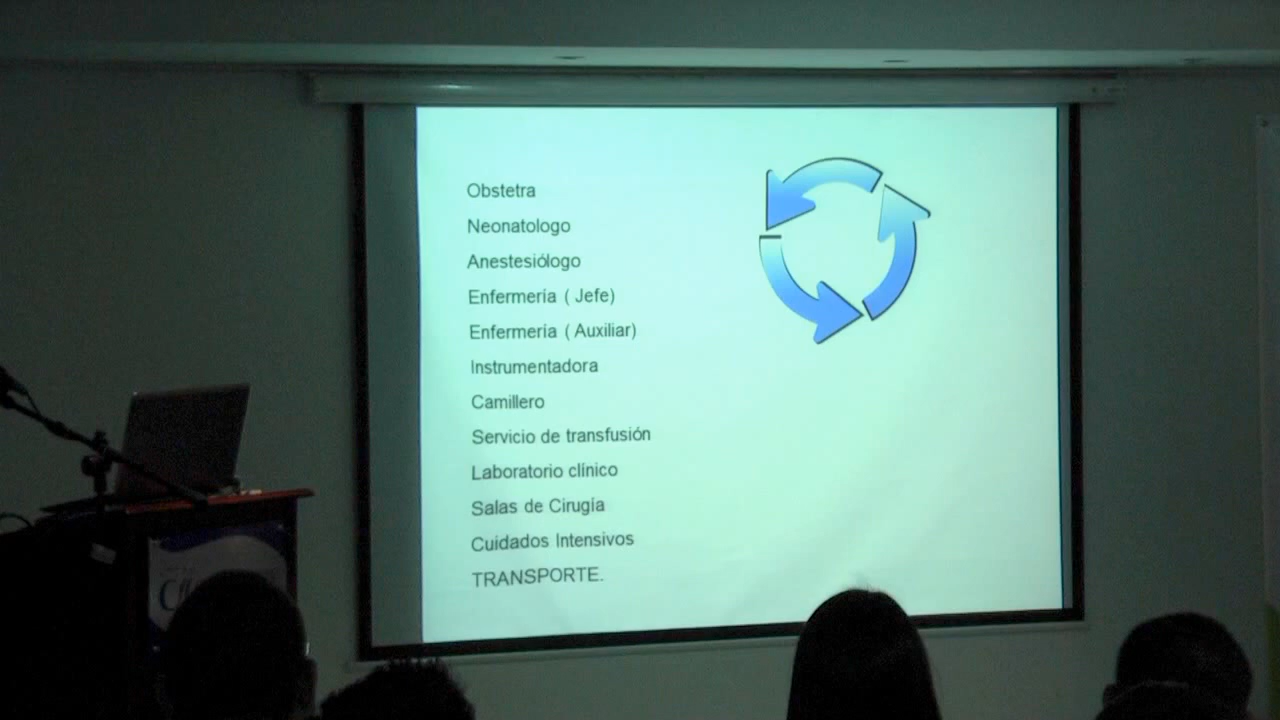 Obstetra
Neonatologo
Anestesiólogo
Enfermería ( Jefe)
Enfermería ( Auxiliar)
Instrumentadora
Camillero
Servicio de transfusión
Laboratorio clínico
Salas de Cirugía
Cuidados Intensivos
TRANSPORTE.